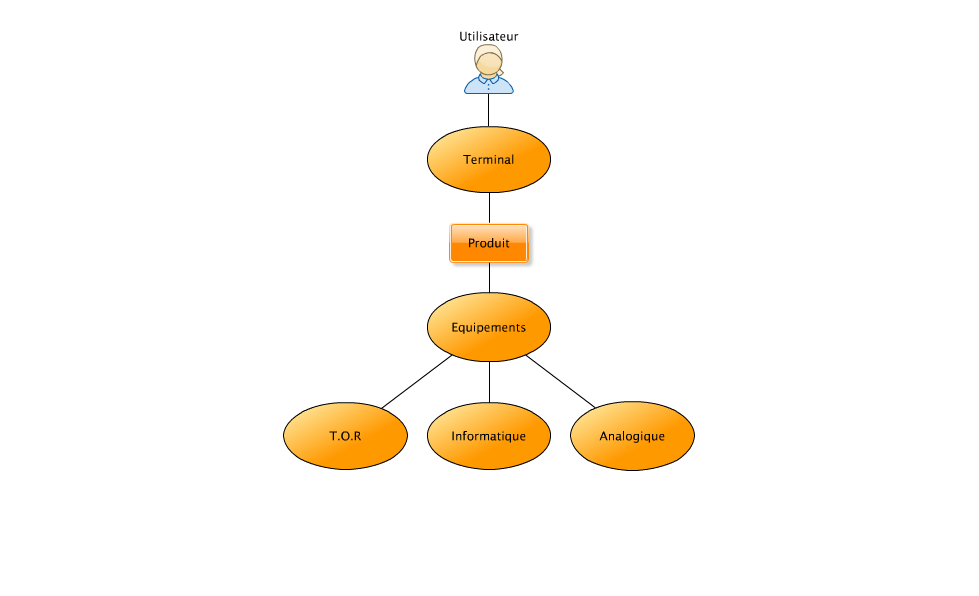 Utilisateur
Terminal
Produit
Equipements
T.O.R
Informatique
Analogique